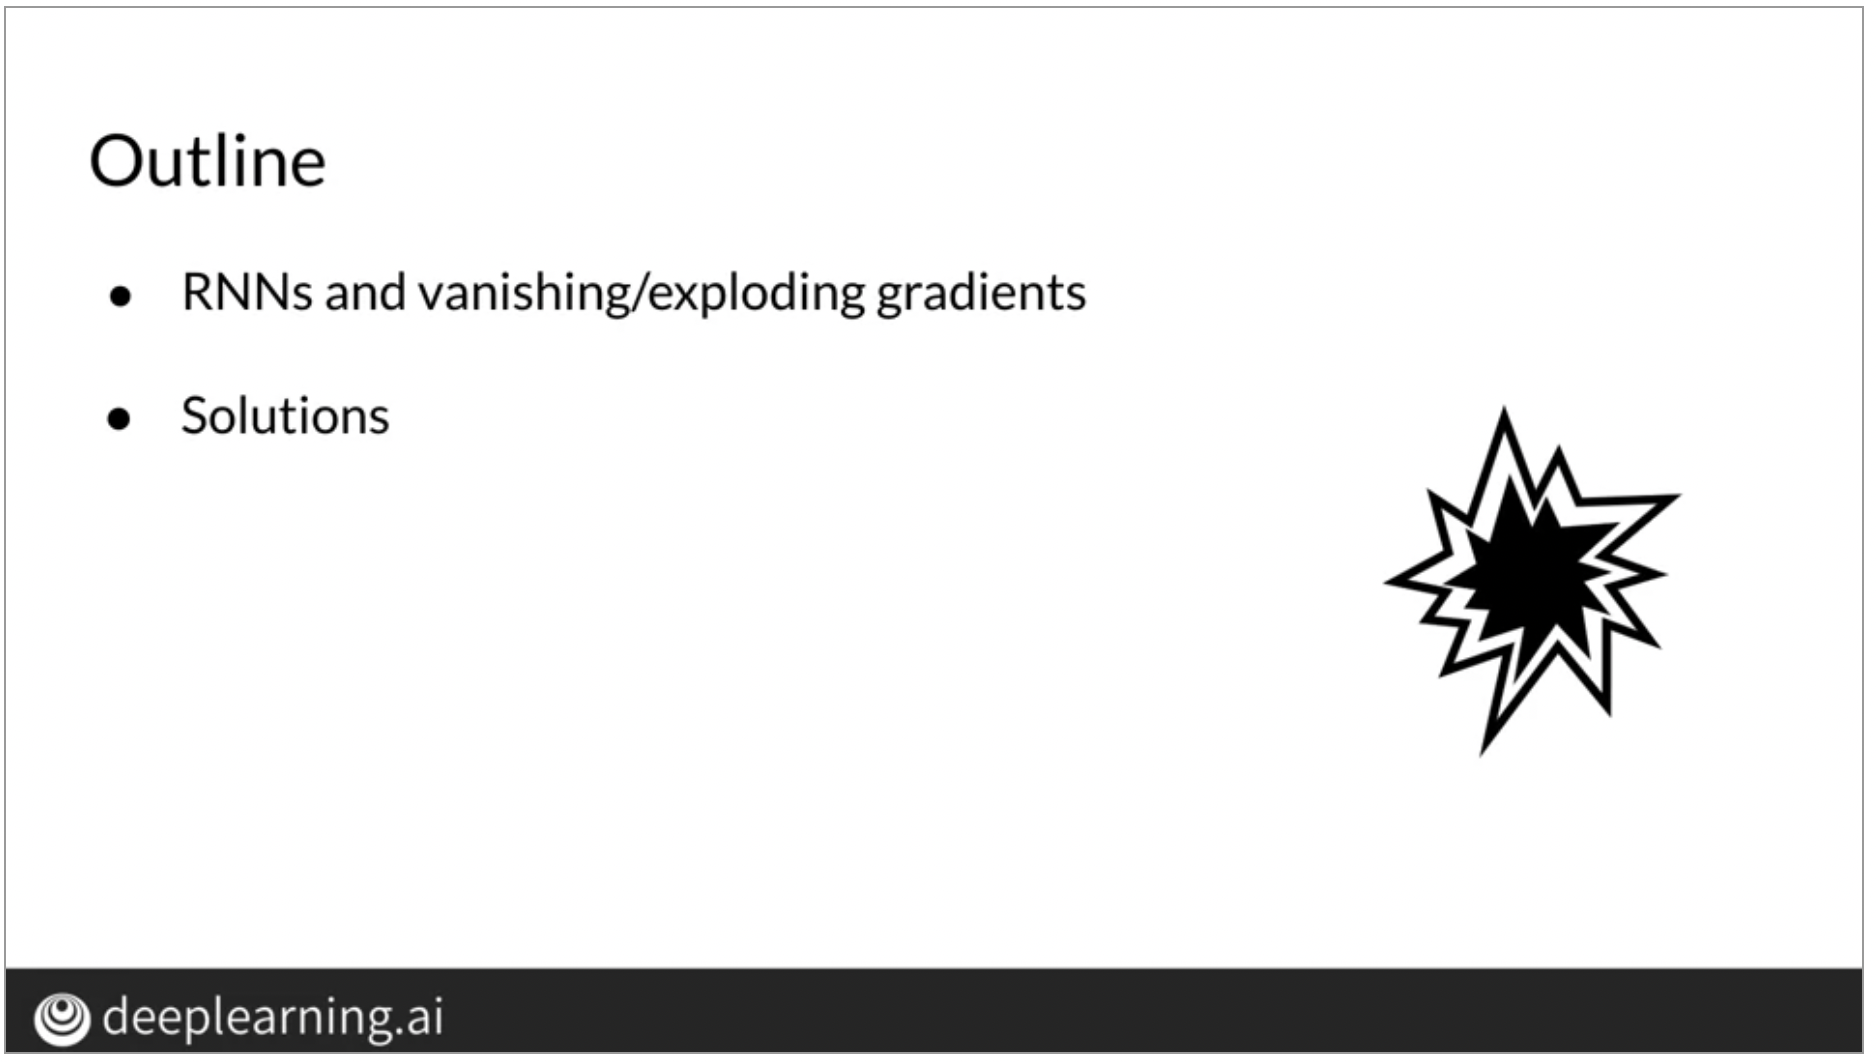 Outline
● RNNs and vanishing/exploding gradients
● Solutions
deeplearning.ai